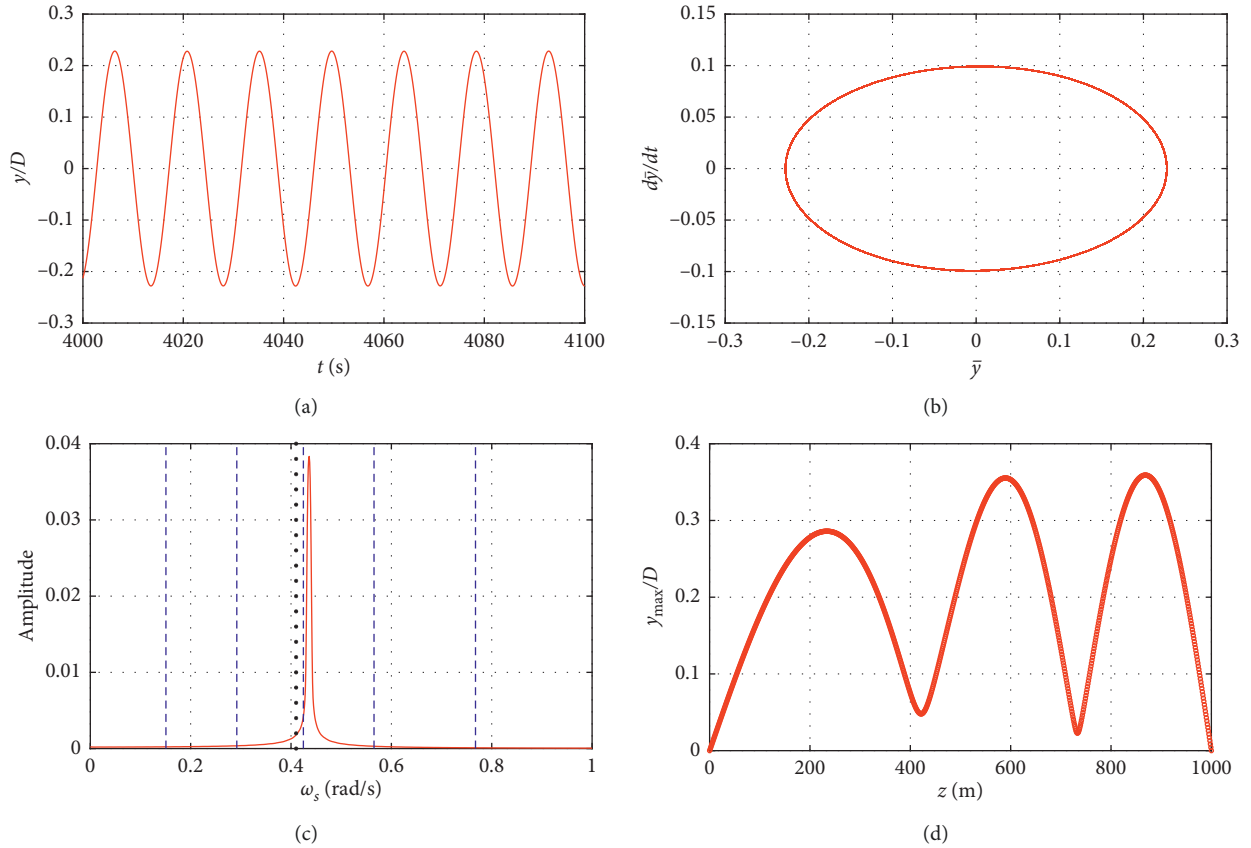 0.3
0.2
0.1
0
–0.1
–0.2
–0.3
y/D
4000 4020 4040 4060 4080 4100
t (s)
(a)
0.15
0.1
0.05
0
–0.05
–0.1
–0.15
dȳ/dt
–0.3 –0.2 –0.1 0 0.1 0.2 0.3
ȳ
(b)
0.04
0.03
0.02
0.01
0
Amplitude
0 0.2 0.4 0.6 0.8 1
ωs (rad/s)
(c)
0.4
0.3
0.2
0.1
0
ymax/D
0 200 400 600 800 1000
z (m)
(d)